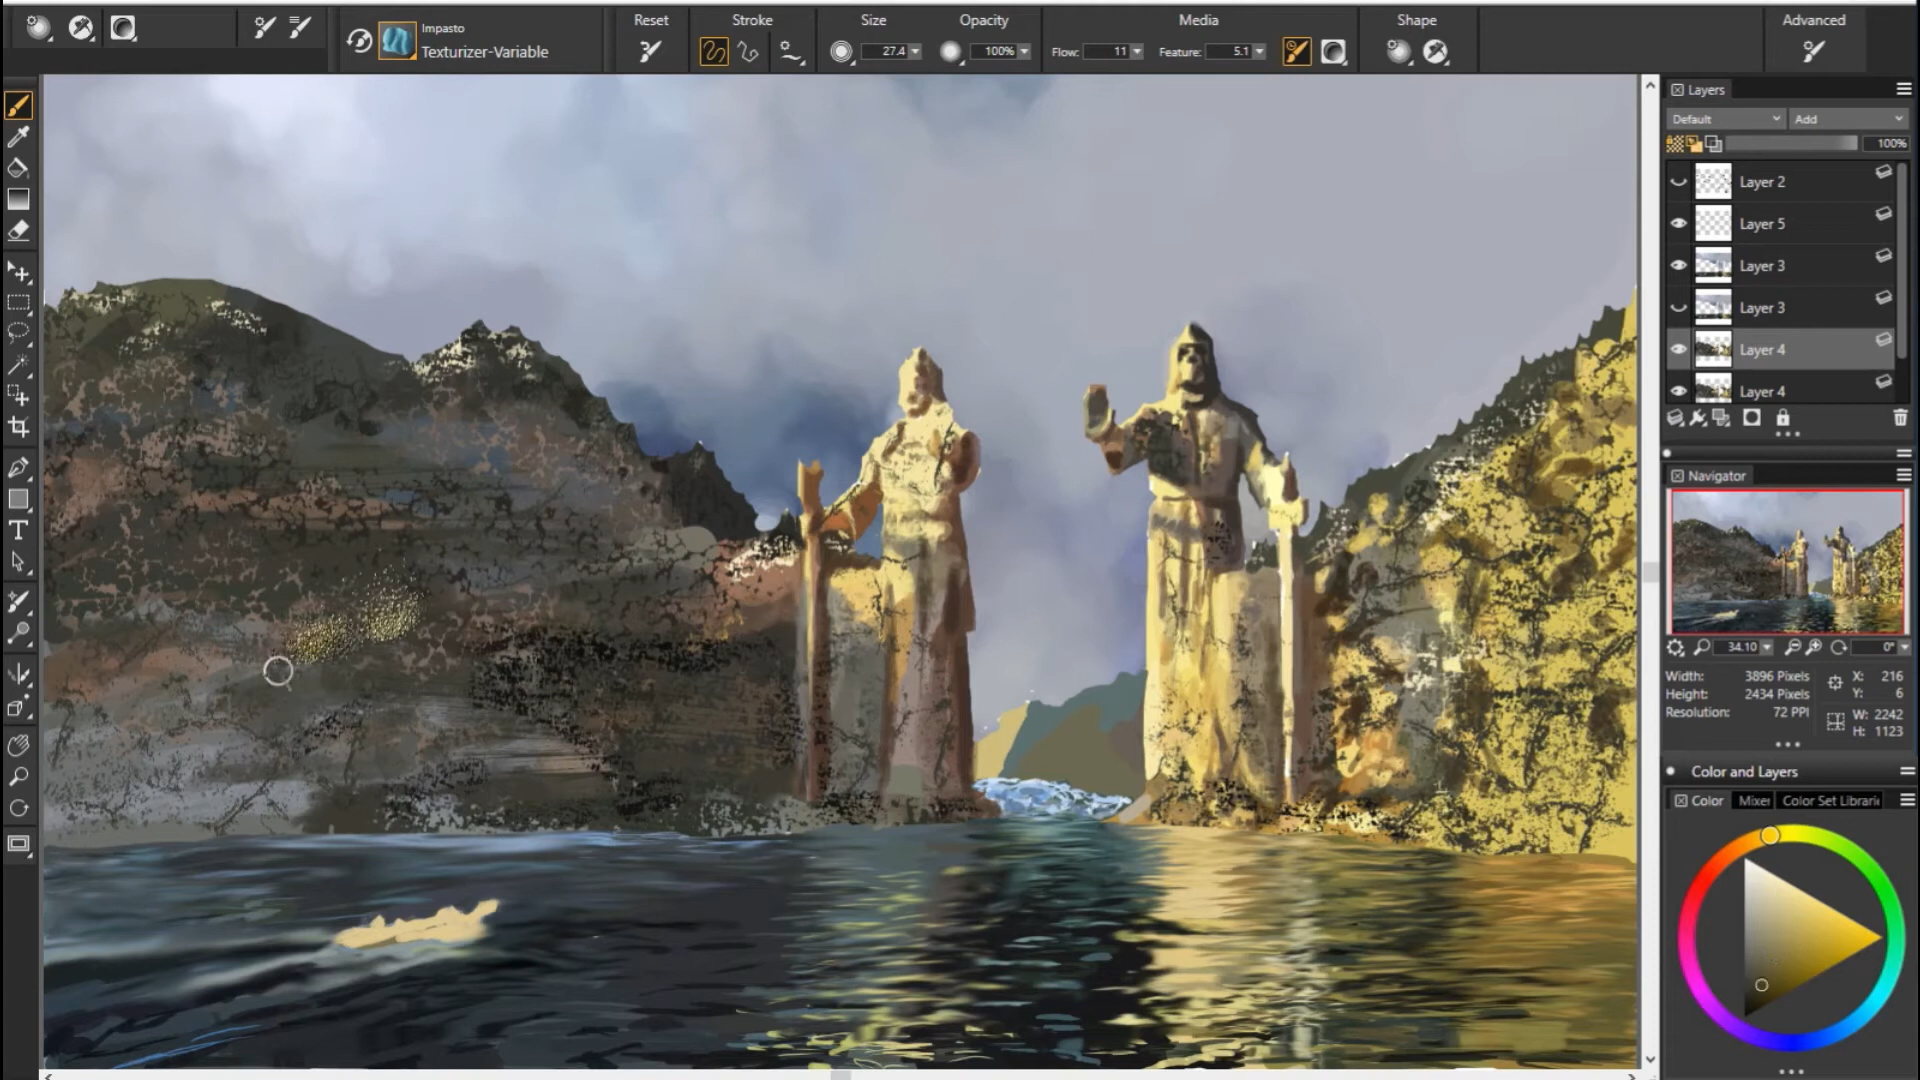 Impasto
Texturizer-Variable
Reset
Stroke
Size
27.4
Opacity
100%
Media
Flow: 11
Feature: 5.1
Shape
Advanced
Layers
Default
Add
100%
Layer 2
Layer 5
Layer 3
Layer 3
Layer 4
Layer 4
Navigator
34.10
0°
Width: 3896 Pixels
Height: 2434 Pixels
Resolution: 72 PPI
X: 216
Y: 6
W: 2242
H: 1123
Color and Layers
Color
Mixer
Color Set Librari
T